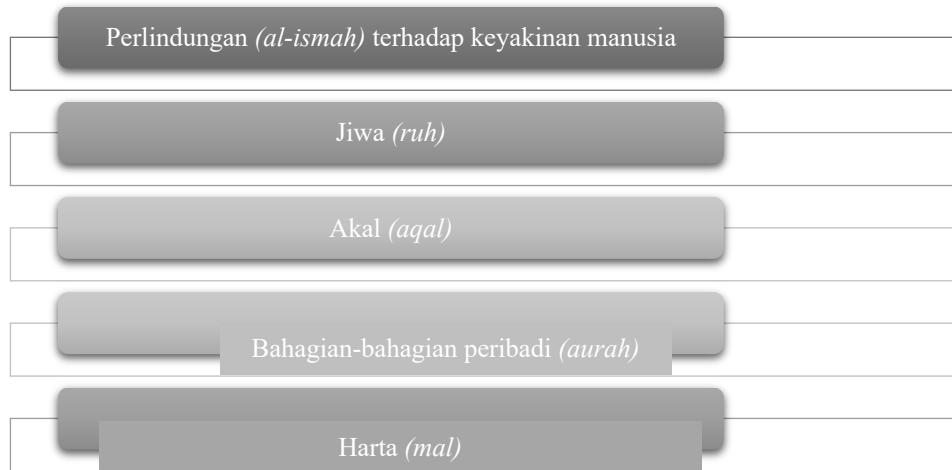 Perlindungan (al-ismah) terhadap keyakinan manusia
Jiwa (ruh)
Akal (aqal)
Bahagian-bahagian peribadi (aurah)
Harta (mal)